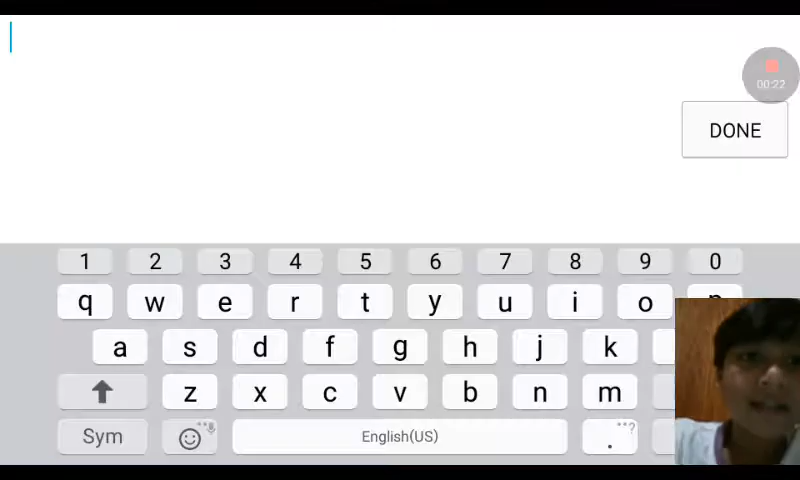 00:22
DONE
1 2 3 4 5 6 7 8 9 0
q w e r t y u i o
a s d f g h j k
z x c v b n m
Sym English(US) . ?